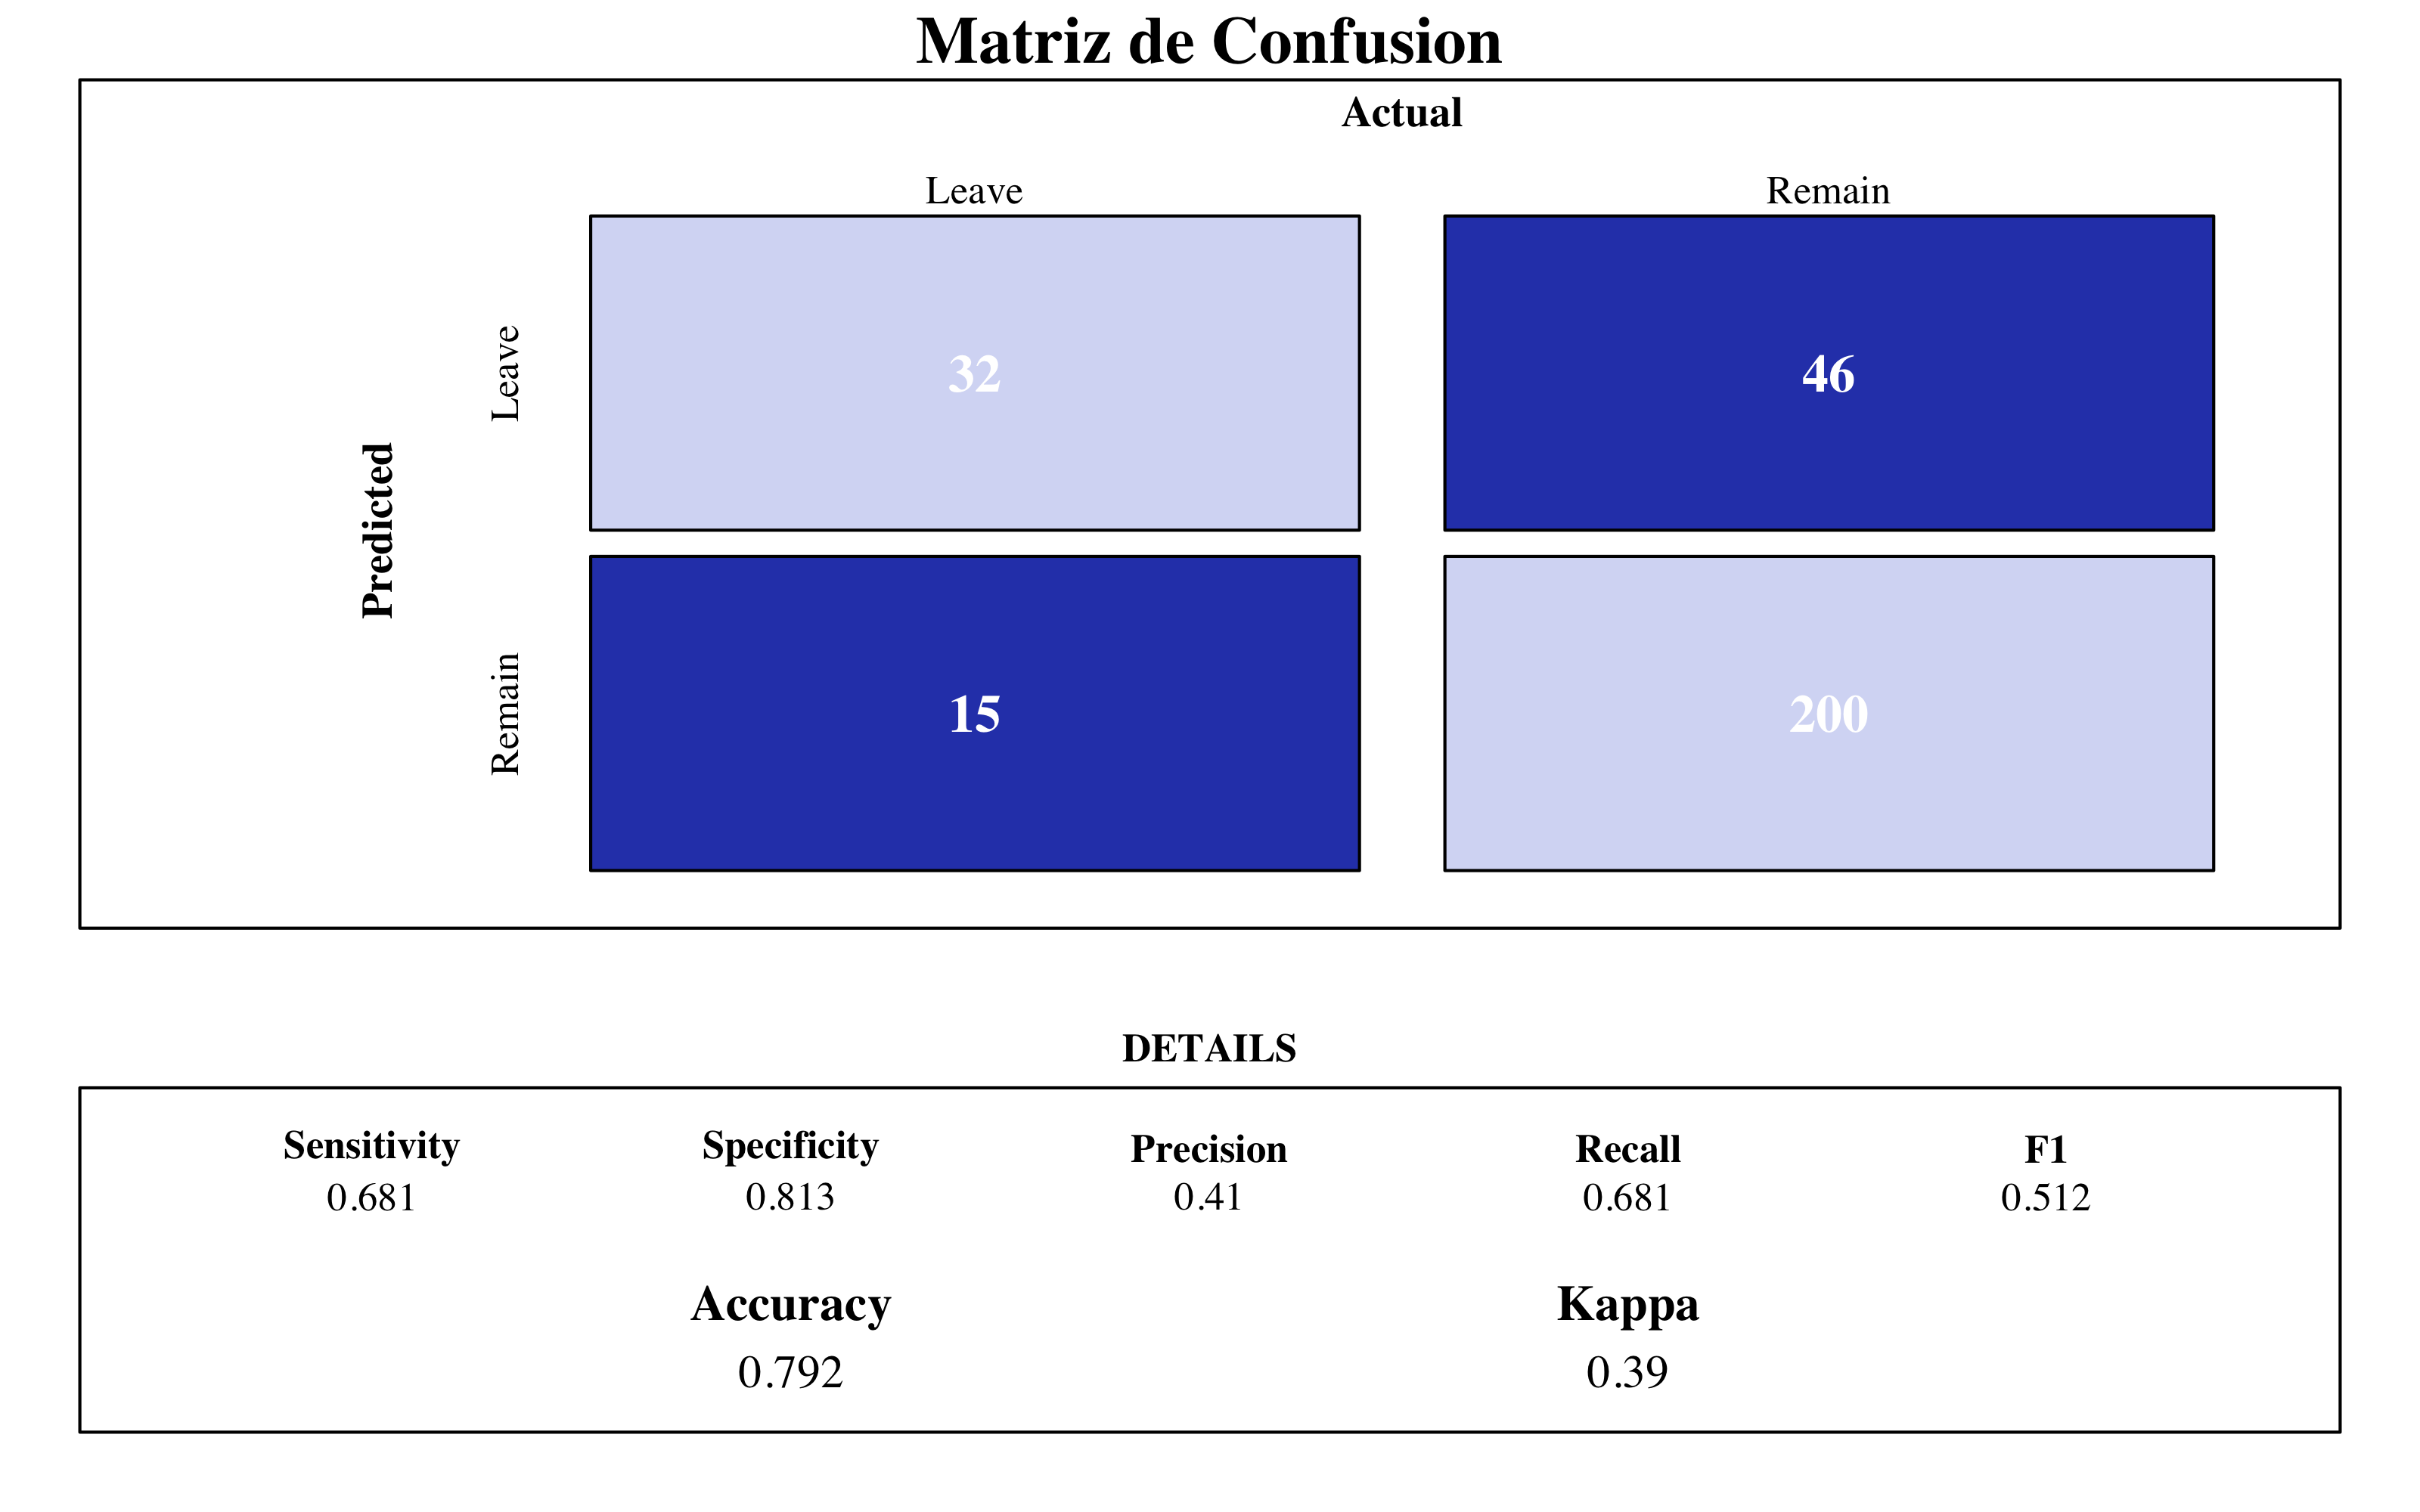 Matriz de Confusion
Actual
Leave Remain
Predicted
Leave
32 46
Remain
15 200
DETAILS
Sensitivity Specificity Precision Recall F1
0.681 0.813 0.41 0.681 0.512
Accuracy Kappa
0.792 0.39